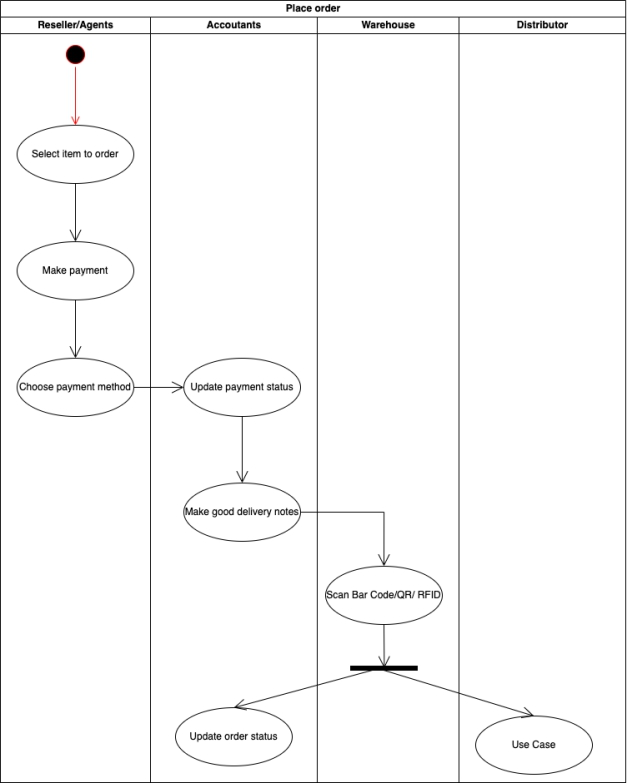 Place order
Reseller/Agents
Accoutants
Warehouse
Distributor
Select item to order
Make payment
Choose payment method
Update payment status
Make good delivery notes
Scan Bar Code/QR/ RFID
Update order status
Use Case